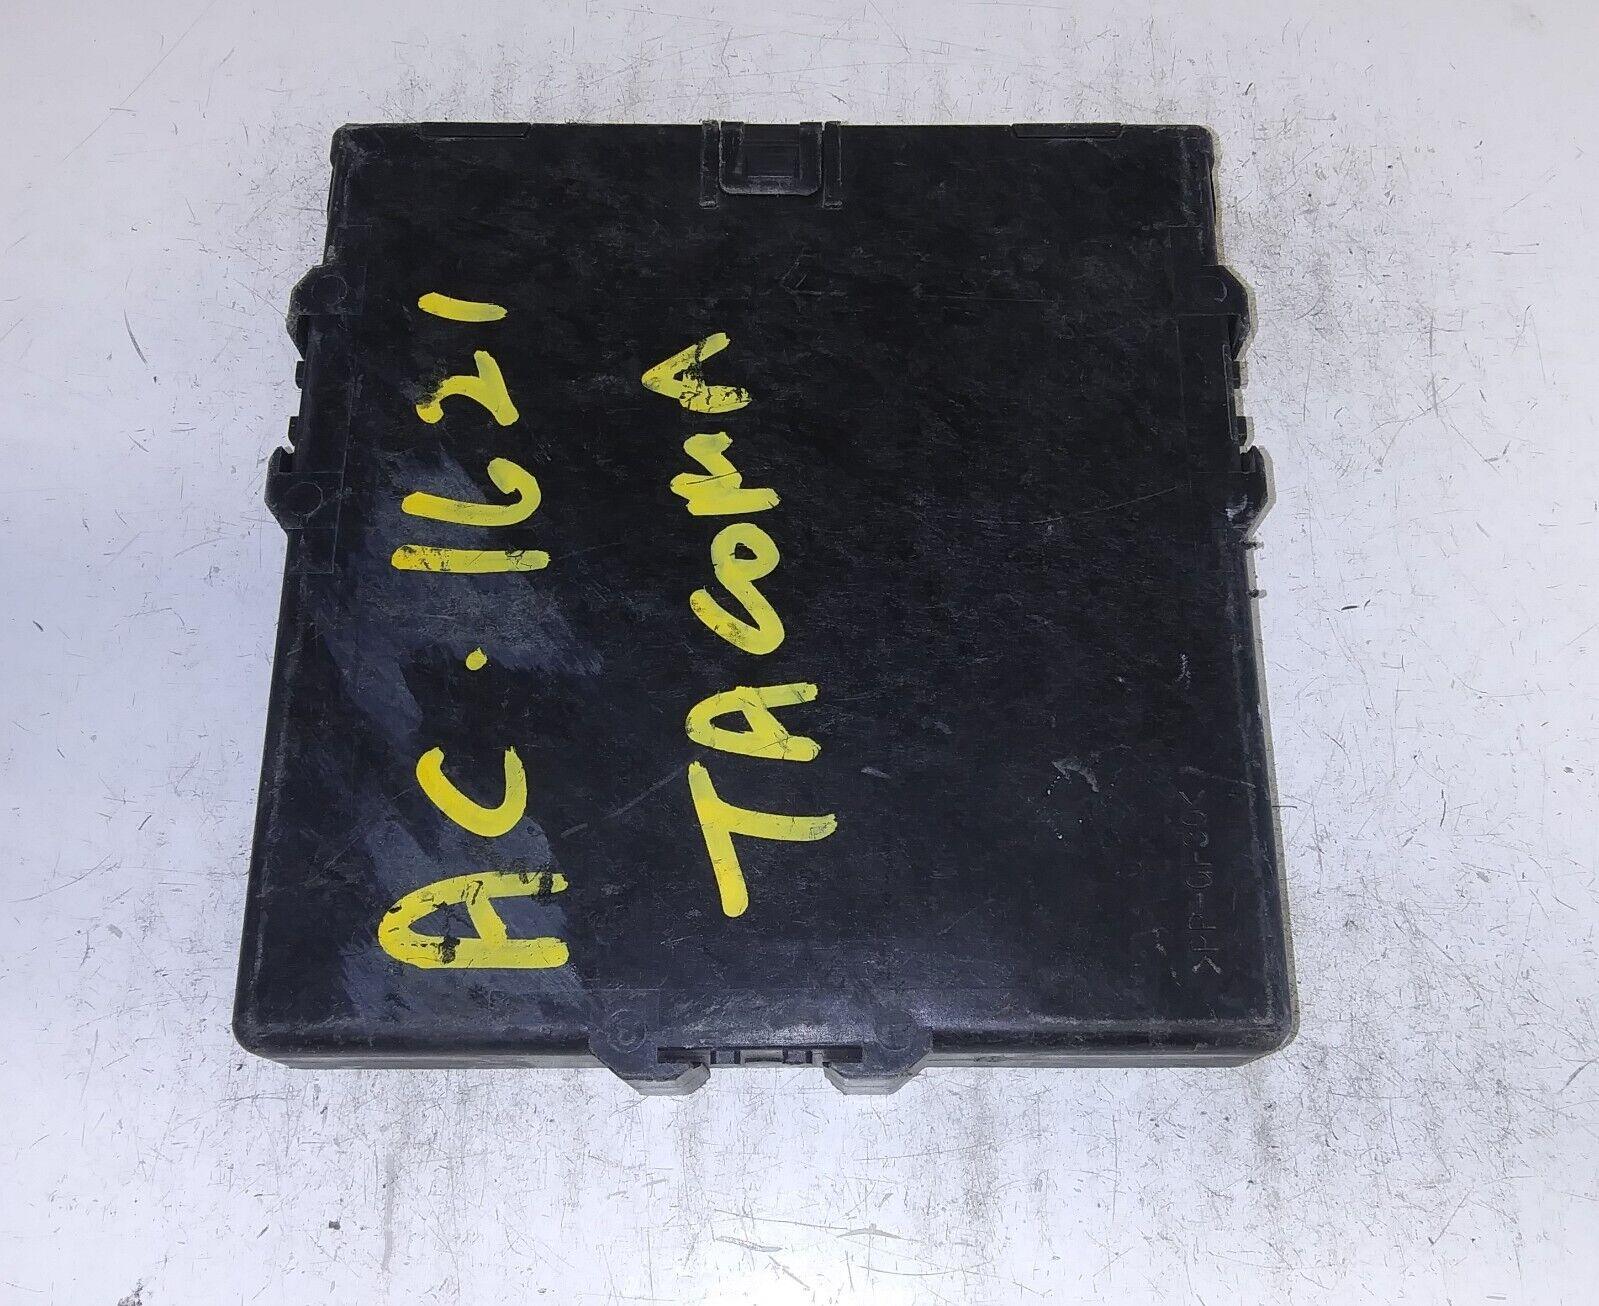 AC. 1621
TACOMA
>PP-GF30<